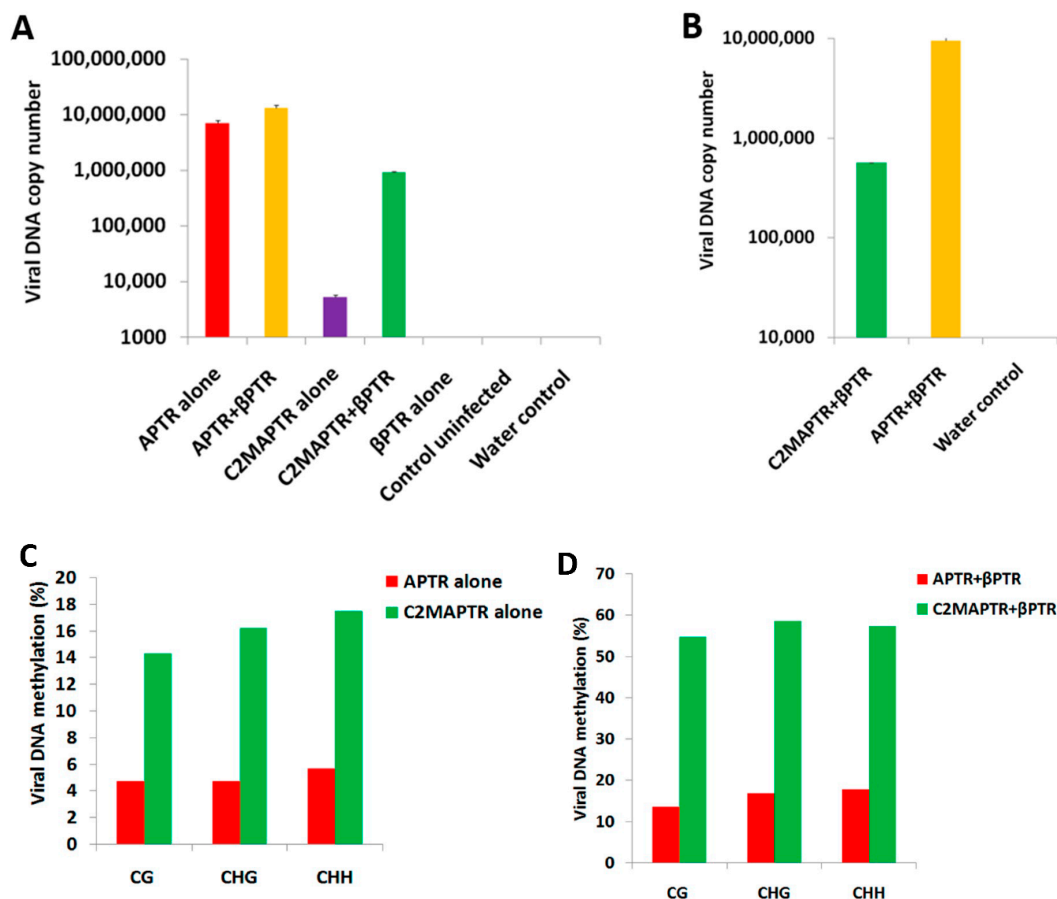 A
Viral DNA copy number
100,000,000
10,000,000
1,000,000
100,000
10,000
1000
APTR alone
APTR+βPTR
C2MAPTR alone
C2MAPTR+βPTR
βPTR alone
Control uninfected
Water control
B
Viral DNA copy number
10,000,000
1,000,000
100,000
10,000
C2MAPTR+βPTR
APTR+βPTR
Water control
C
Viral DNA methylation (%)
20
18
16
14
12
10
8
6
4
2
0
CG
CHG
CHH
APTR alone
C2MAPTR alone
D
Viral DNA methylation (%)
70
60
50
40
30
20
10
0
CG
CHG
CHH
APTR+βPTR
C2MAPTR+βPTR